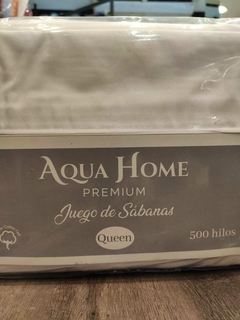 AQUA HOME
PREMIUM
Juego de Sábanas
Queen
500 hilos